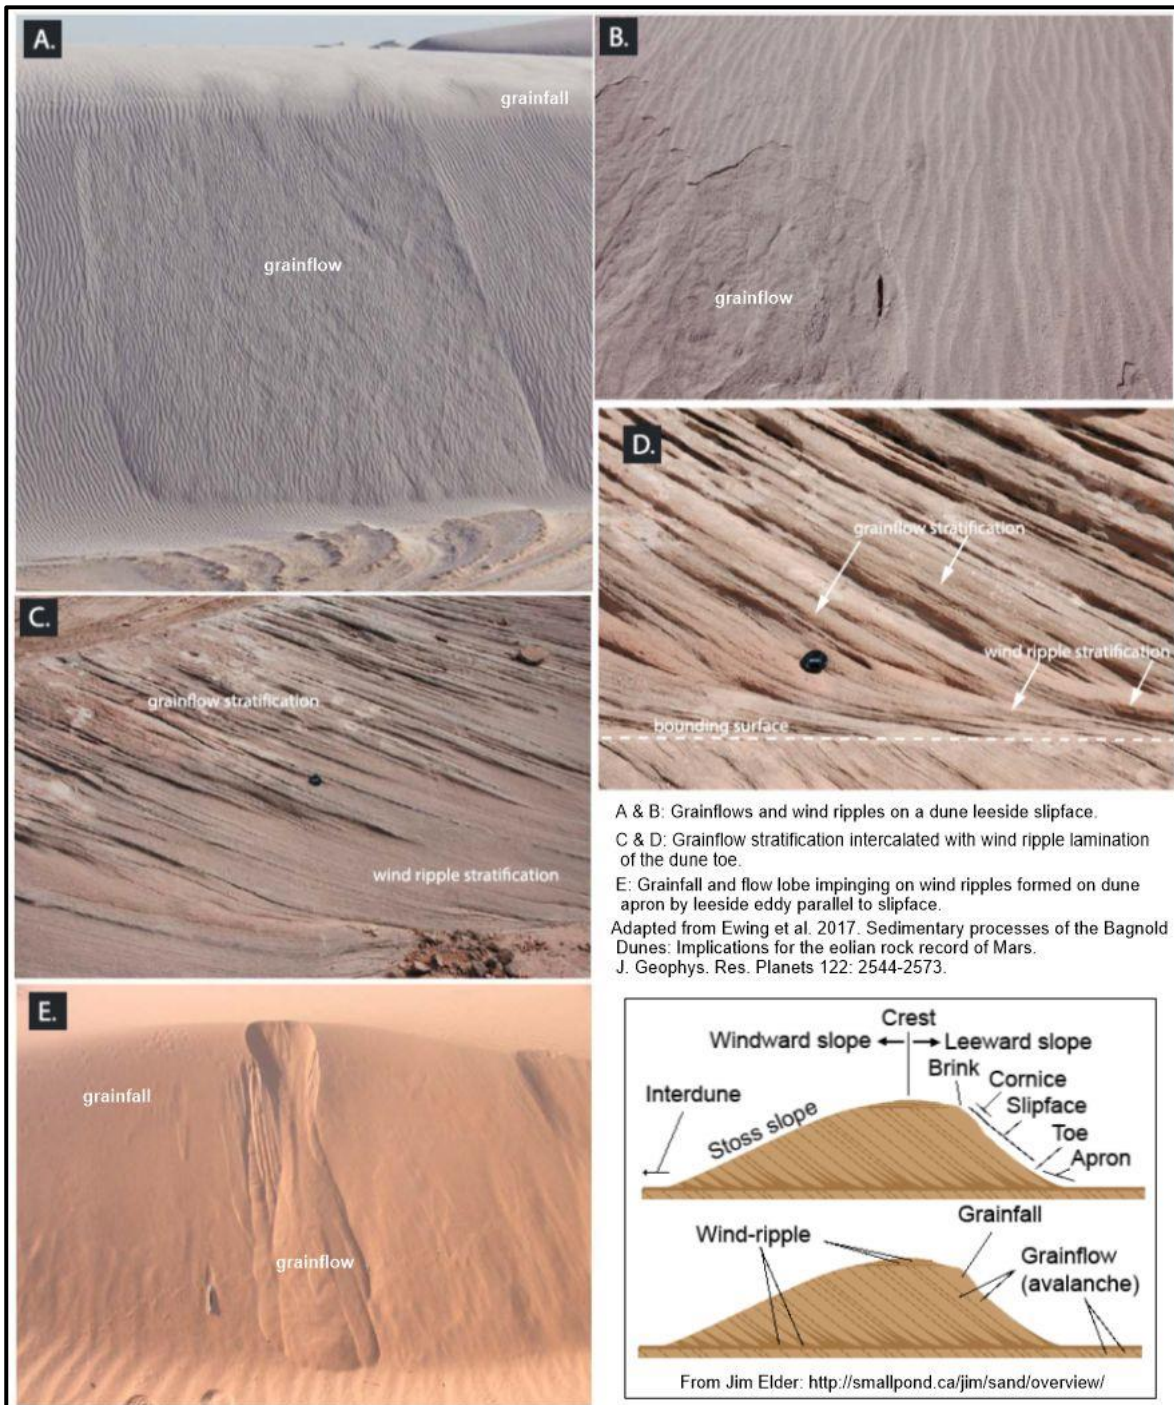 A.
grainfall
grainflow
B.
grainflow
C.
grainflow stratification
wind ripple stratification
D.
grainflow stratification
wind ripple stratification
bounding surface
A & B: Grainflows and wind ripples on a dune leeside slipface.
C & D: Grainflow stratification intercalated with wind ripple lamination
of the dune toe.
E: Grainfall and flow lobe impinging on wind ripples formed on dune
apron by leeside eddy parallel to slipface.
Adapted from Ewing et al. 2017. Sedimentary processes of the Bagnold
Dunes: Implications for the eolian rock record of Mars.
J. Geophys. Res. Planets 122: 2544-2573.
E.
grainfall
grainflow
Crest
Windward slope
Leeward slope
Brink
Cornice
Interdune
Slipface
Stoss slope
Toe
Apron
Grainfall
Wind-ripple
Grainflow
(avalanche)
From Jim Elder: http://smallpond.ca/jim/sand/overview/